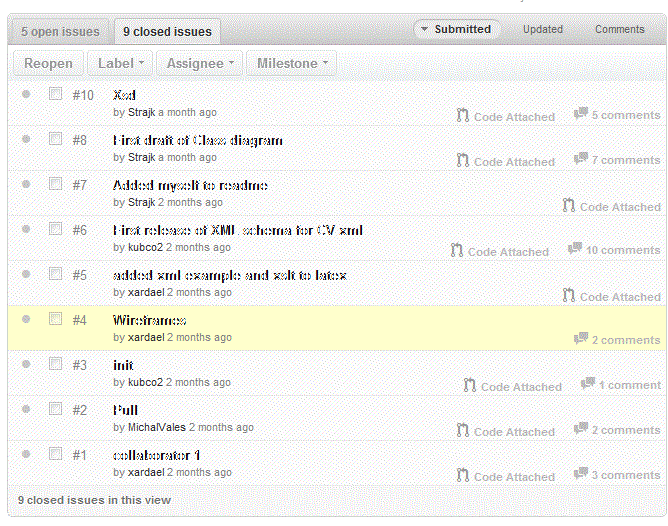 5 open issues
9 closed issues
Submitted Updated Comments
Reopen Label Assignee Milestone
#10 Xsd
by Strajk a month ago Code Attached 5 comments
#8 First draft of Class diagram
by Strajk a month ago Code Attached 7 comments
#7 Added myself to readme
by Strajk 2 months ago Code Attached
#6 First release of XML schema for CV xml
by kubco2 2 months ago Code Attached 10 comments
#5 added xml example and xslt to latex
by xardael 2 months ago Code Attached
#4 Wireframes
by xardael 2 months ago 2 comments
#3 init
by kubco2 2 months ago Code Attached 1 comment
#2 Pull
by MichalVales 2 months ago Code Attached 2 comments
#1 collaborator 1
by xardael 2 months ago Code Attached 3 comments
9 closed issues in this view